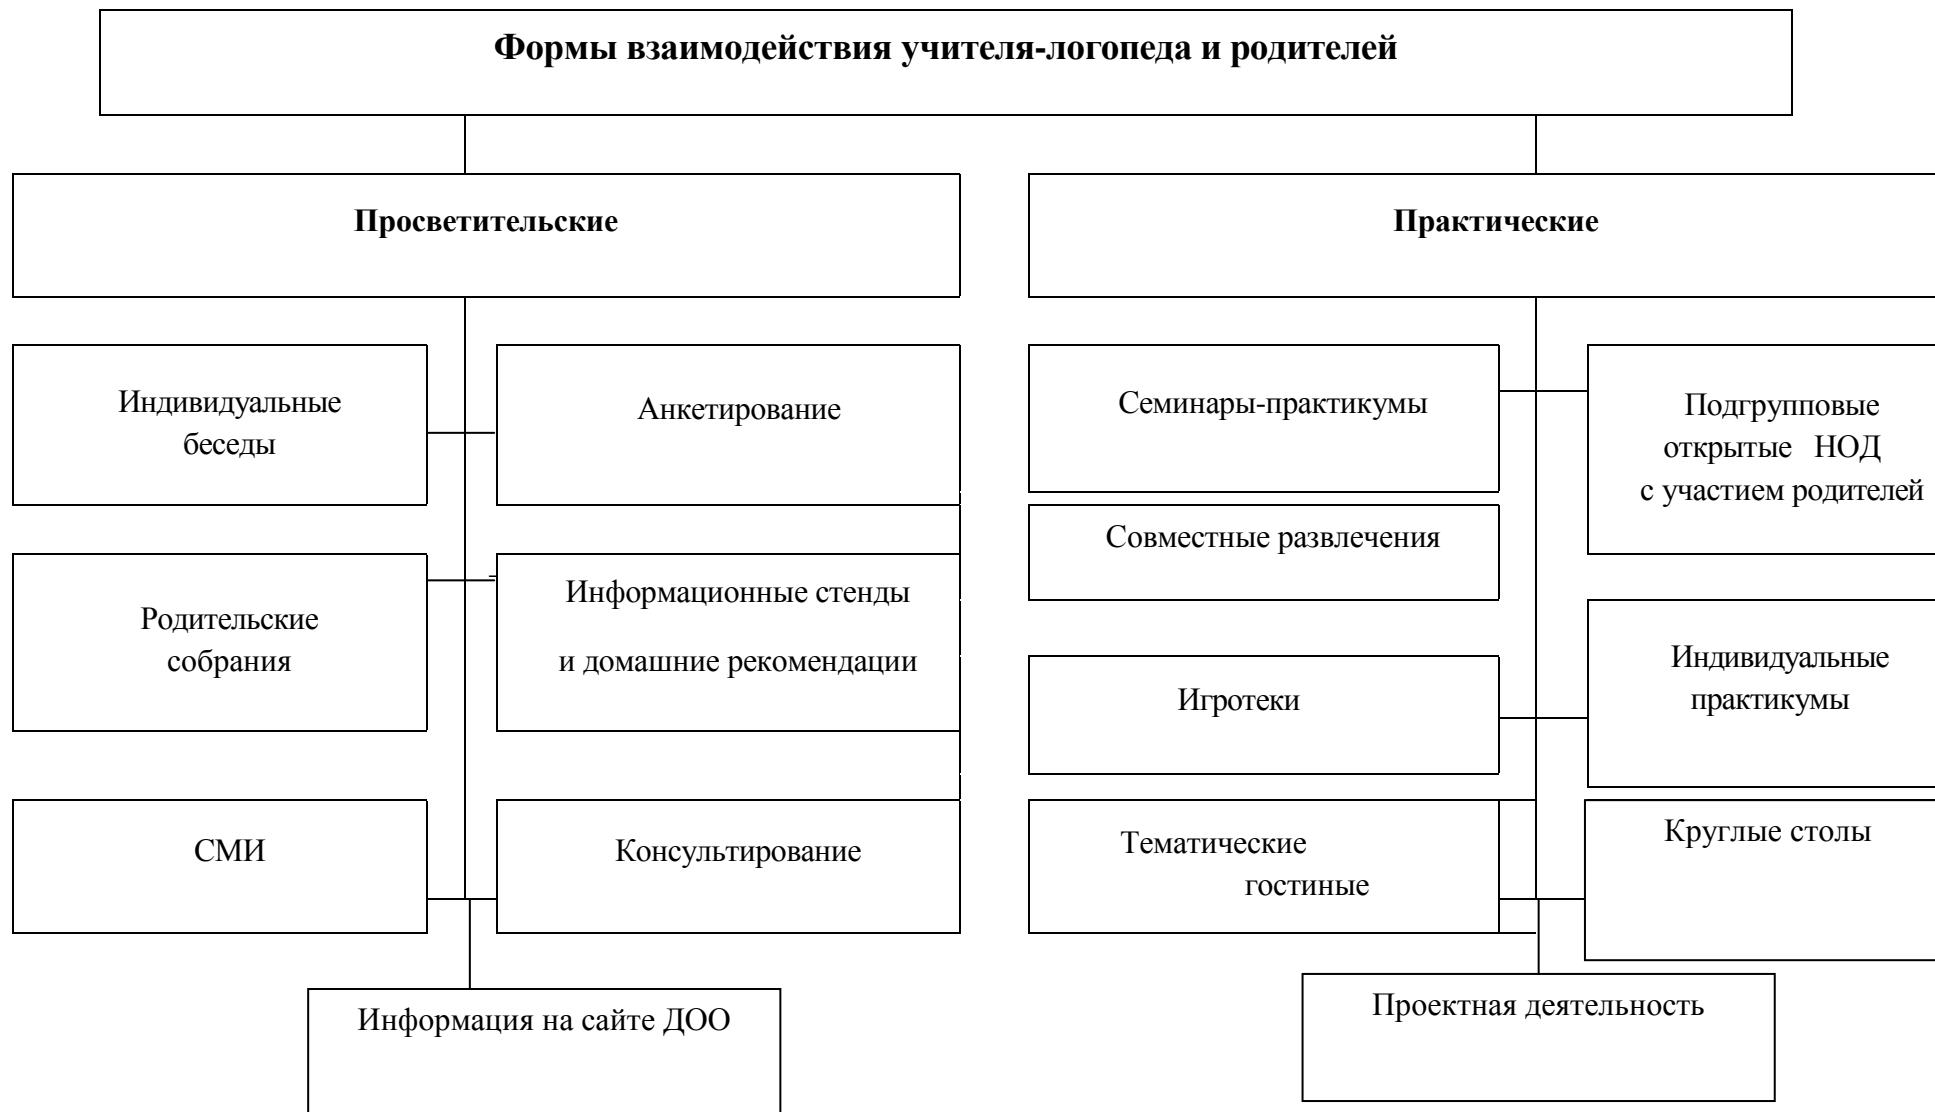 Формы взаимодействия учителя-логопеда и родителей
Просветительские
Практические
Индивидуальные
беседы
Анкетирование
Семинары-практикумы
Подгрупповые
открытые НОД
с участием родителей
Совместные развлечения
Родительские
собрания
Информационные стенды
и домашние рекомендации
Игротеки
Индивидуальные
практикумы
СМИ
Консультирование
Тематические
гостиные
Круглые столы
Информация на сайте ДОО
Проектная деятельность